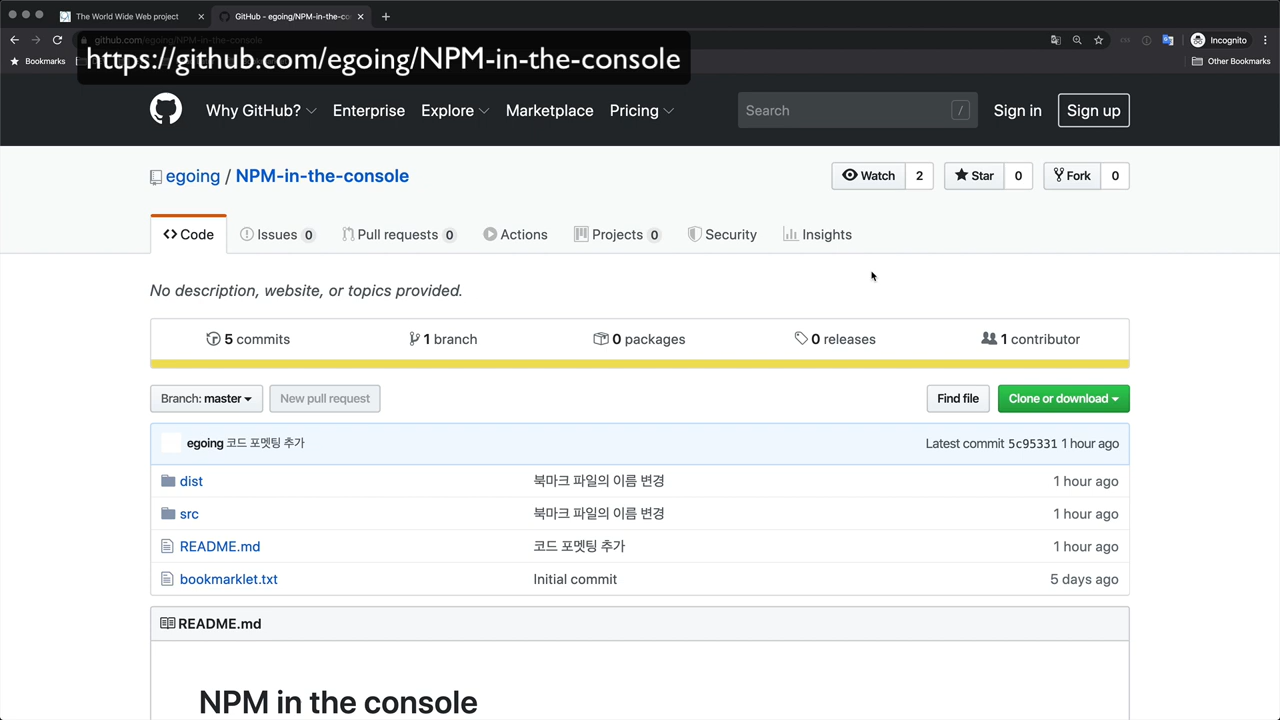 The World Wide Web project
GitHub - egoing/NPM-in-the-co
github.com/egoing/NPM-in-the-console
Incognito
Bookmarks
Other Bookmarks
https://github.com/egoing/NPM-in-the-console
Why GitHub? Enterprise Explore Marketplace Pricing
Search /
Sign in Sign up
egoing / NPM-in-the-console
Watch 2 Star 0 Fork 0
Code Issues 0 Pull requests 0 Actions Projects 0 Security Insights
No description, website, or topics provided.
5 commits 1 branch 0 packages 0 releases 1 contributor
Branch: master New pull request Find file Clone or download
egoing 코드 포멧팅 추가 Latest commit 5c95331 1 hour ago
dist 북마크 파일의 이름 변경 1 hour ago
src 북마크 파일의 이름 변경 1 hour ago
README.md 코드 포멧팅 추가 1 hour ago
bookmarklet.txt Initial commit 5 days ago
README.md
NPM in the console